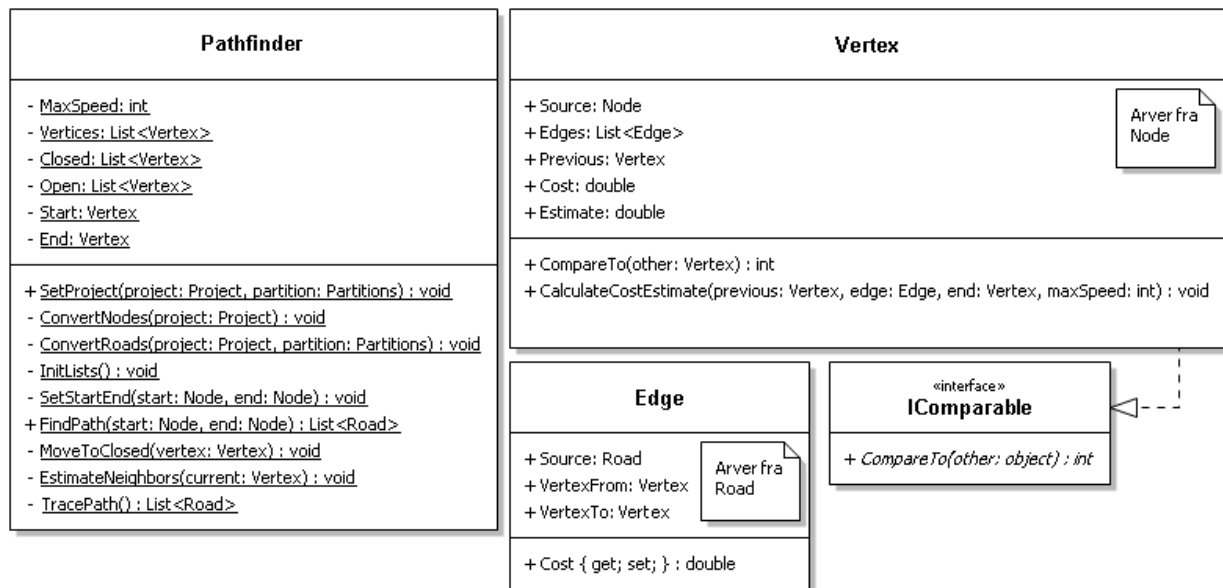 Pathfinder
- MaxSpeed: int
- Vertices: List<Vertex>
- Closed: List<Vertex>
- Open: List<Vertex>
- Start: Vertex
- End: Vertex
+ SetProject(project: Project, partition: Partitions) : void
- ConvertNodes(project: Project) : void
- ConvertRoads(project: Project, partition: Partitions) : void
- InitLists() : void
- SetStartEnd(start: Node, end: Node) : void
+ FindPath(start: Node, end: Node) : List<Road>
- MoveToClosed(vertex: Vertex) : void
- EstimateNeighbors(current: Vertex) : void
- TracePath() : List<Road>
Vertex
+ Source: Node
+ Edges: List<Edge>
+ Previous: Vertex
+ Cost: double
+ Estimate: double
Arver fra
Node
+ CompareTo(other: Vertex) : int
+ CalculateCostEstimate(previous: Vertex, edge: Edge, end: Vertex, maxSpeed: int) : void
Edge
+ Source: Road
+ VertexFrom: Vertex
+ VertexTo: Vertex
Arver fra
Road
+ Cost { get; set; } : double
«interface»
IComparable
+ CompareTo(other: object) : int